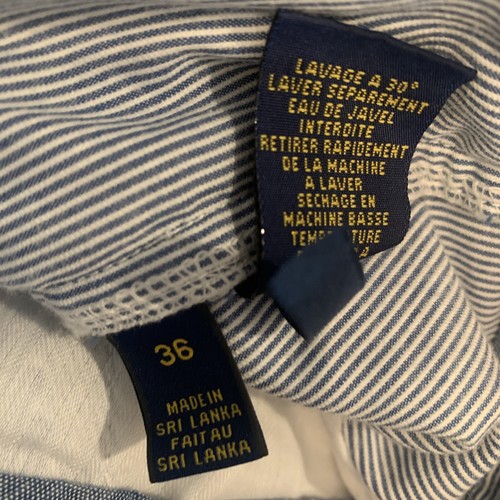 LAVAGE A 30°
LAVER SEPAREMENT
EAU DE JAVEL
INTERDITE
RETIRER RAPIDEMENT
DE LA MACHINE
A LAVER
SECHAGE EN
MACHINE BASSE
36
MADE IN
SRI LANKA
FAIT AU
SRI LANKA